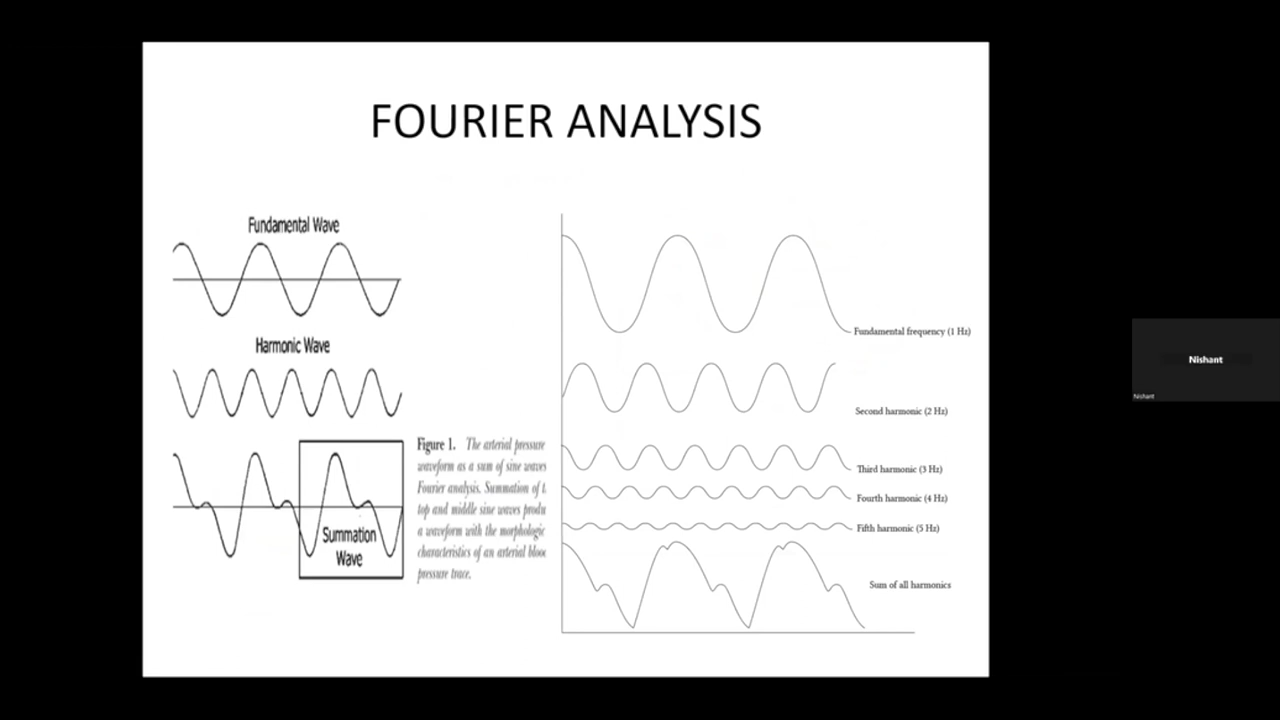 FOURIER ANALYSIS
Fundamental Wave
Harmonic Wave
Summation
Wave
Figure 1. The arterial pressure
waveform as a sum of sine waves
Fourier analysis. Summation of t
top and middle sine waves produ
a waveform with the morphologic
characteristics of an arterial bloo
pressure trace.
Fundamental frequency (1 Hz)
Second harmonic (2 Hz)
Third harmonic (3 Hz)
Fourth harmonic (4 Hz)
Fifth harmonic (5 Hz)
Sum of all harmonics
Nishant
Nishant